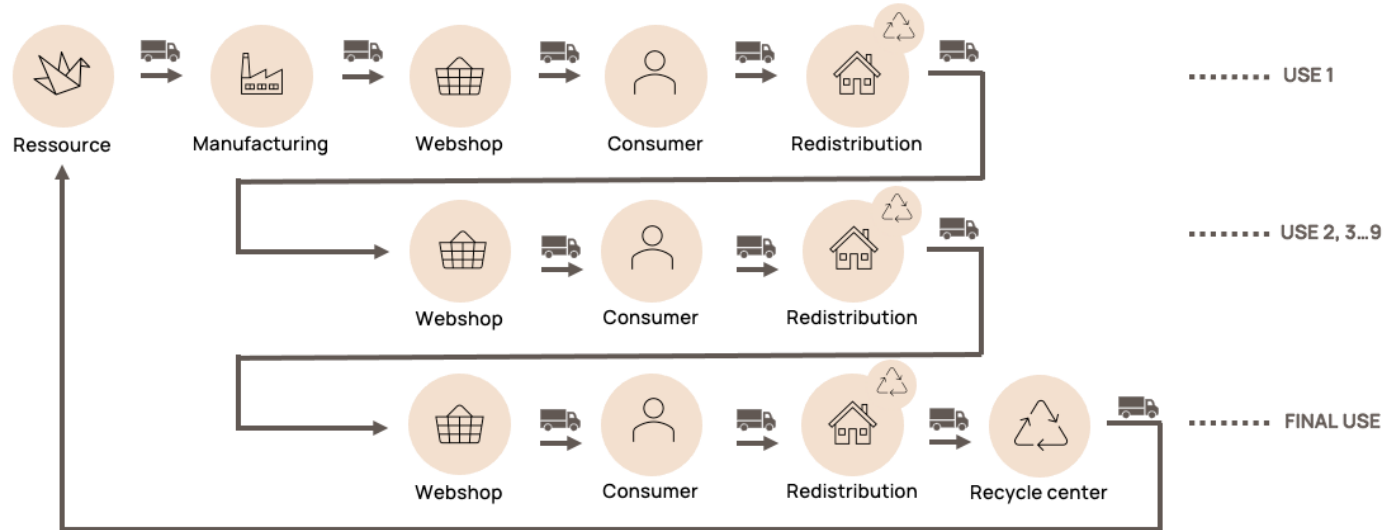 USE 1
Ressource
Manufacturing
Webshop
Consumer
Redistribution
USE 2, 3...9
Webshop
Consumer
Redistribution
FINAL USE
Webshop
Consumer
Redistribution
Recycle center